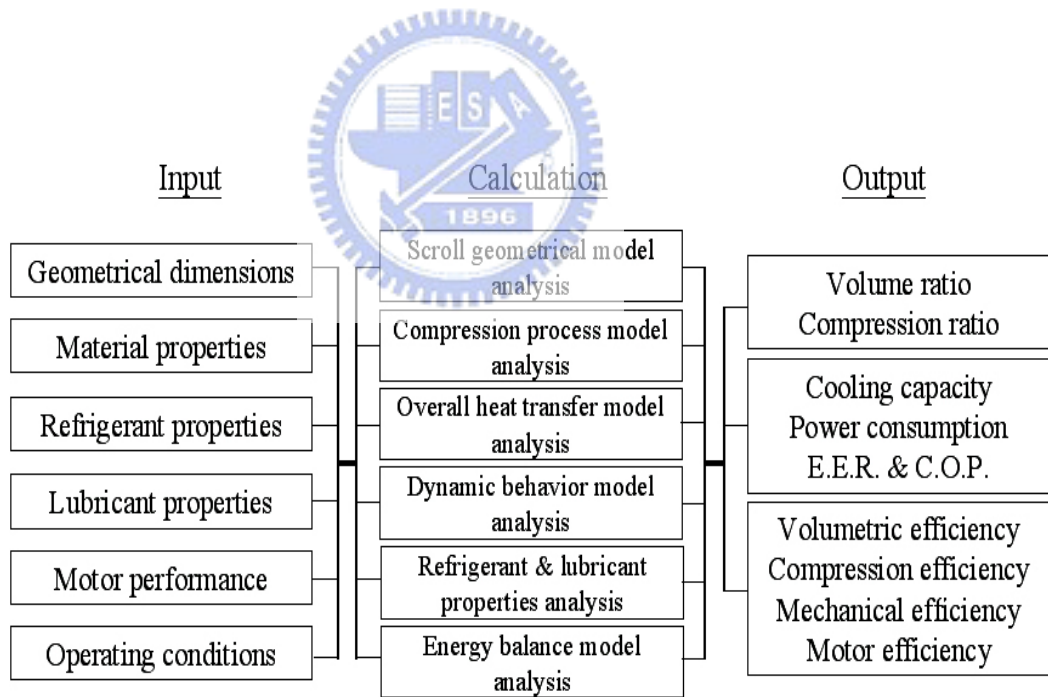 E S A
1896
Input
Geometrical dimensions
Material properties
Refrigerant properties
Lubricant properties
Motor performance
Operating conditions
Calculation
Scroll geometrical model
analysis
Compression process model
analysis
Overall heat transfer model
analysis
Dynamic behavior model
analysis
Refrigerant & lubricant
properties analysis
Energy balance model
analysis
Output
Volume ratio
Compression ratio
Cooling capacity
Power consumption
E.E.R. & C.O.P.
Volumetric efficiency
Compression efficiency
Mechanical efficiency
Motor efficiency